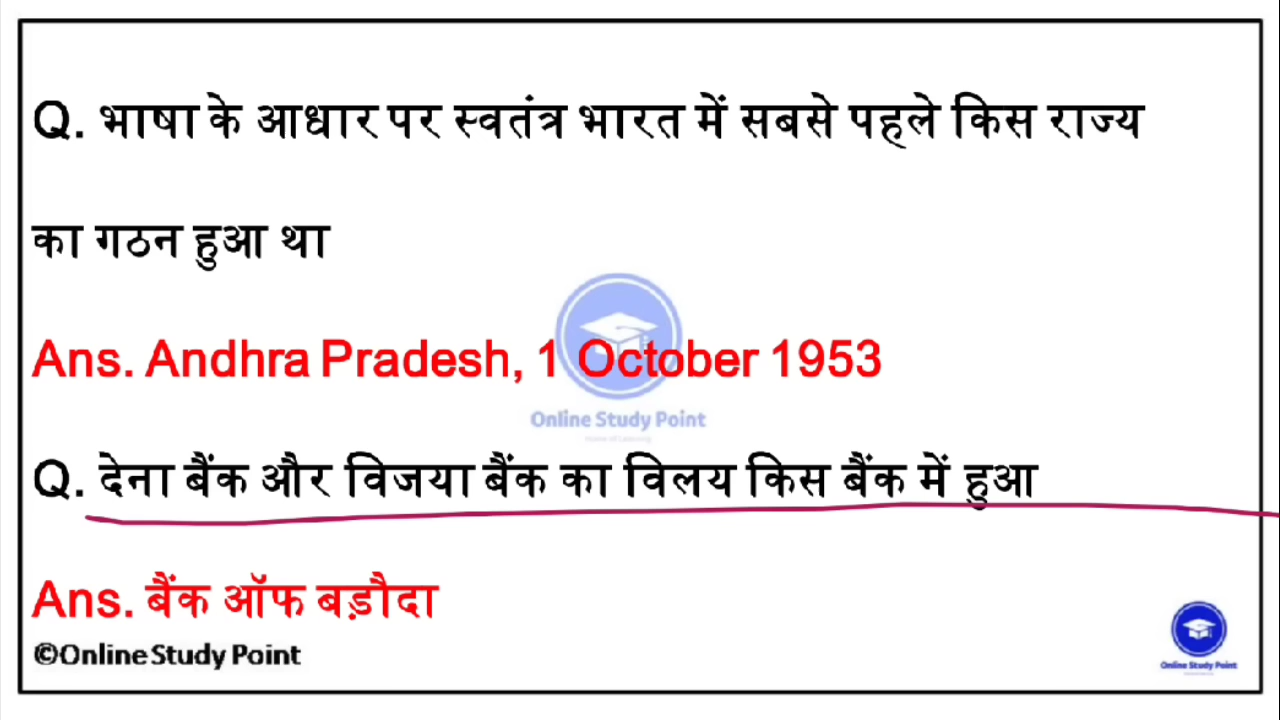 Q. भाषा के आधार पर स्वतंत्र भारत में सबसे पहले किस राज्य
का गठन हुआ था
Ans. Andhra Pradesh, 1 October 1953
Online Study Point
Q. देना बैंक और विजया बैंक का विलय किस बैंक में हुआ
Ans. बैंक ऑफ बड़ौदा
©Online Study Point
Online Study Point